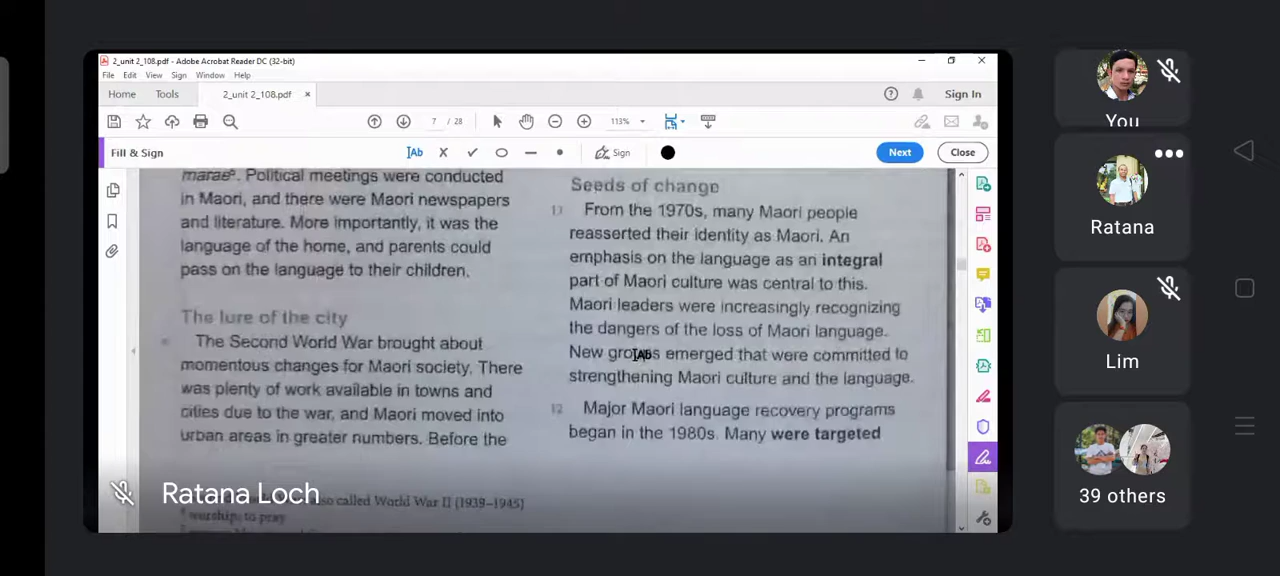 2_unit 2_108.pdf - Adobe Acrobat Reader DC (32-bit)
File Edit View Sign Window Help
Home Tools 2_unit 2_108.pdf × Sign In
7 / 28 113%
Fill & Sign Ab Sign Next Close
marae⁵. Political meetings were conducted
in Maori, and there were Maori newspapers
and literature. More importantly, it was the
language of the home, and parents could
pass on the language to their children.
The lure of the city
The Second World War brought about
momentous changes for Maori society. There
was plenty of work available in towns and
cities due to the war, and Maori moved into
urban areas in greater numbers. Before the
also called World War II (1939–1945)
worship; to pray
Seeds of change
From the 1970s, many Maori people
reasserted their identity as Maori. An
emphasis on the language as an integral
part of Maori culture was central to this.
Maori leaders were increasingly recognizing
the dangers of the loss of Maori language.
New groups emerged that were committed to
strengthening Maori culture and the language.
12 Major Maori language recovery programs
began in the 1980s. Many were targeted
Ratana Loch
You
Ratana
Lim
39 others